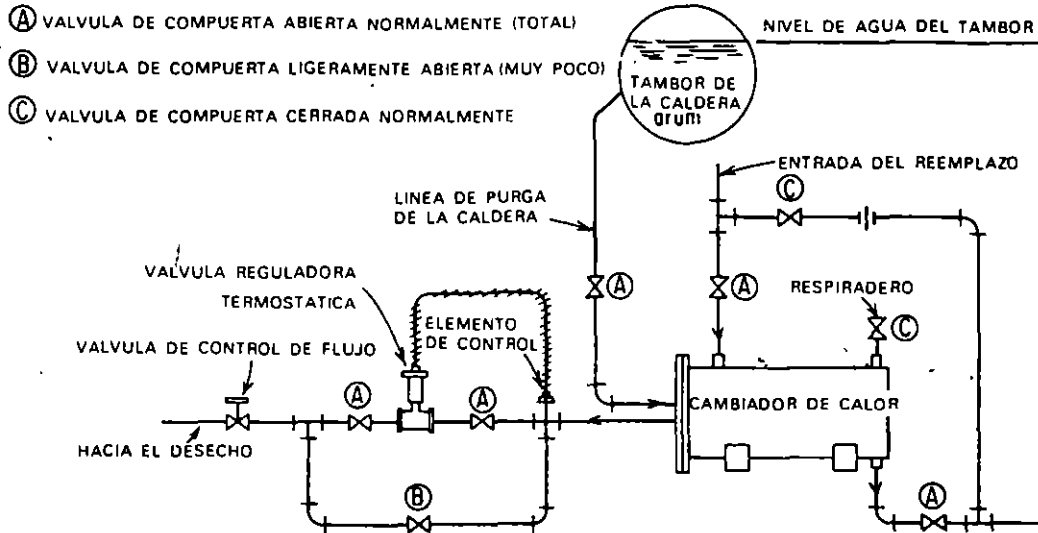 Ⓐ VALVULA DE COMPUERTA ABIERTA NORMALMENTE (TOTAL)
Ⓑ VALVULA DE COMPUERTA LIGERAMENTE ABIERTA (MUY POCO)
Ⓒ VALVULA DE COMPUERTA CERRADA NORMALMENTE
NIVEL DE AGUA DEL TAMBOR
TAMBOR DE
LA CALDERA
drum
ENTRADA DEL REEMPLAZO
Ⓒ
LINEA DE PURGA
DE LA CALDERA
Ⓐ
Ⓐ
RESPIRADERO
Ⓒ
VALVULA REGULADORA
TERMOSTATICA
ELEMENTO
DE CONTROL
VALVULA DE CONTROL DE FLUJO
Ⓐ
Ⓐ
CAMBIADOR DE CALOR
HACIA EL DESECHO
Ⓑ
Ⓐ